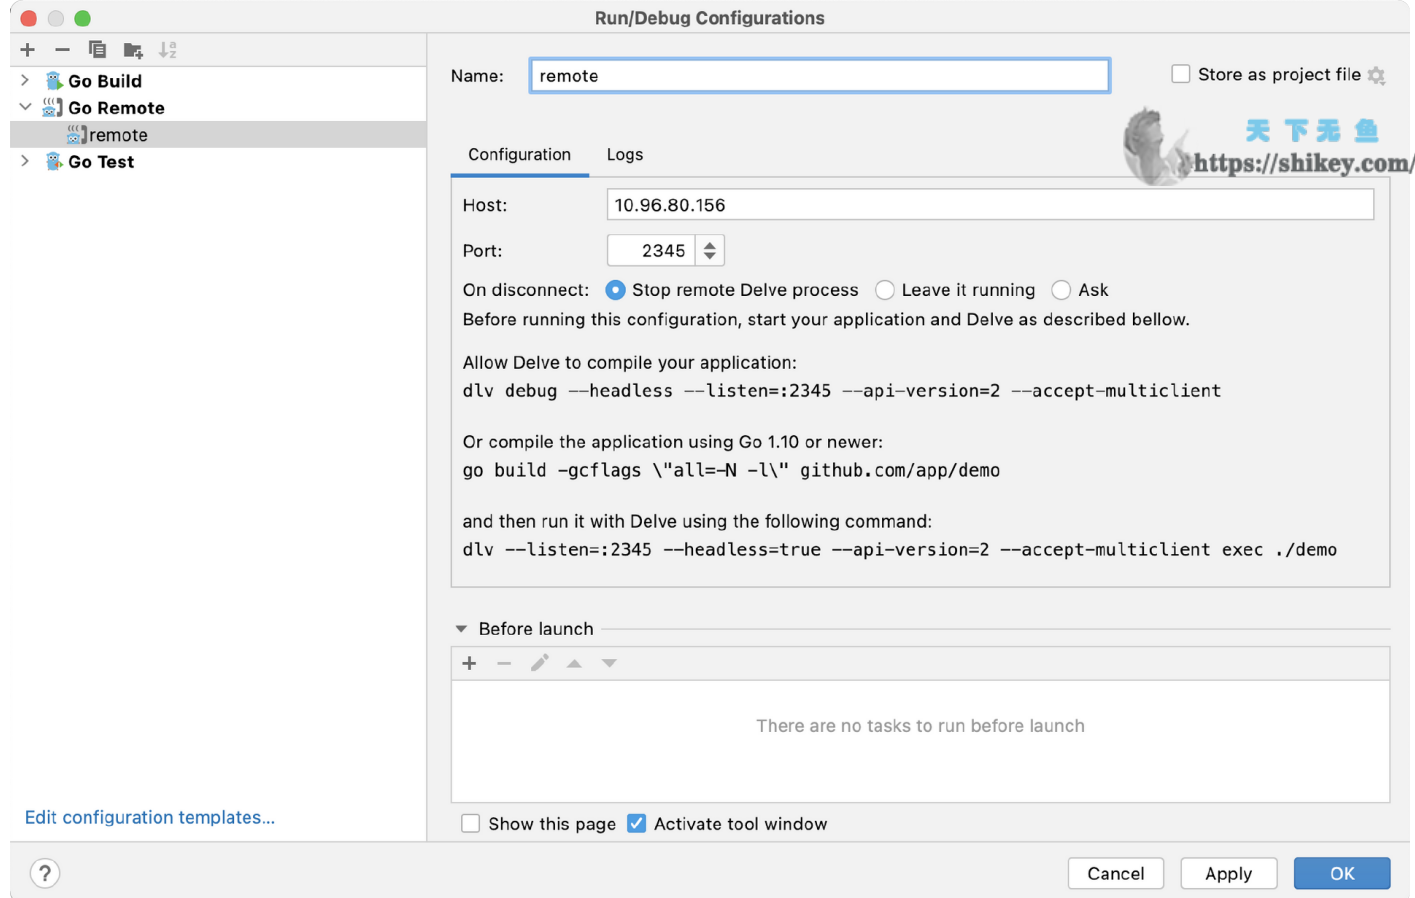 Run/Debug Configurations
Go Build
Go Remote
remote
Go Test
Edit configuration templates...
Name: remote
Store as project file
天下无鱼
https://shikey.com/
Configuration Logs
Host: 10.96.80.156
Port: 2345
On disconnect: Stop remote Delve process Leave it running Ask
Before running this configuration, start your application and Delve as described bellow.
Allow Delve to compile your application:
dlv debug --headless --listen=:2345 --api-version=2 --accept-multiclient
Or compile the application using Go 1.10 or newer:
go build -gcflags \"all=-N -l\" github.com/app/demo
and then run it with Delve using the following command:
dlv --listen=:2345 --headless=true --api-version=2 --accept-multiclient exec ./demo
Before launch
There are no tasks to run before launch
Show this page Activate tool window
? Cancel Apply OK